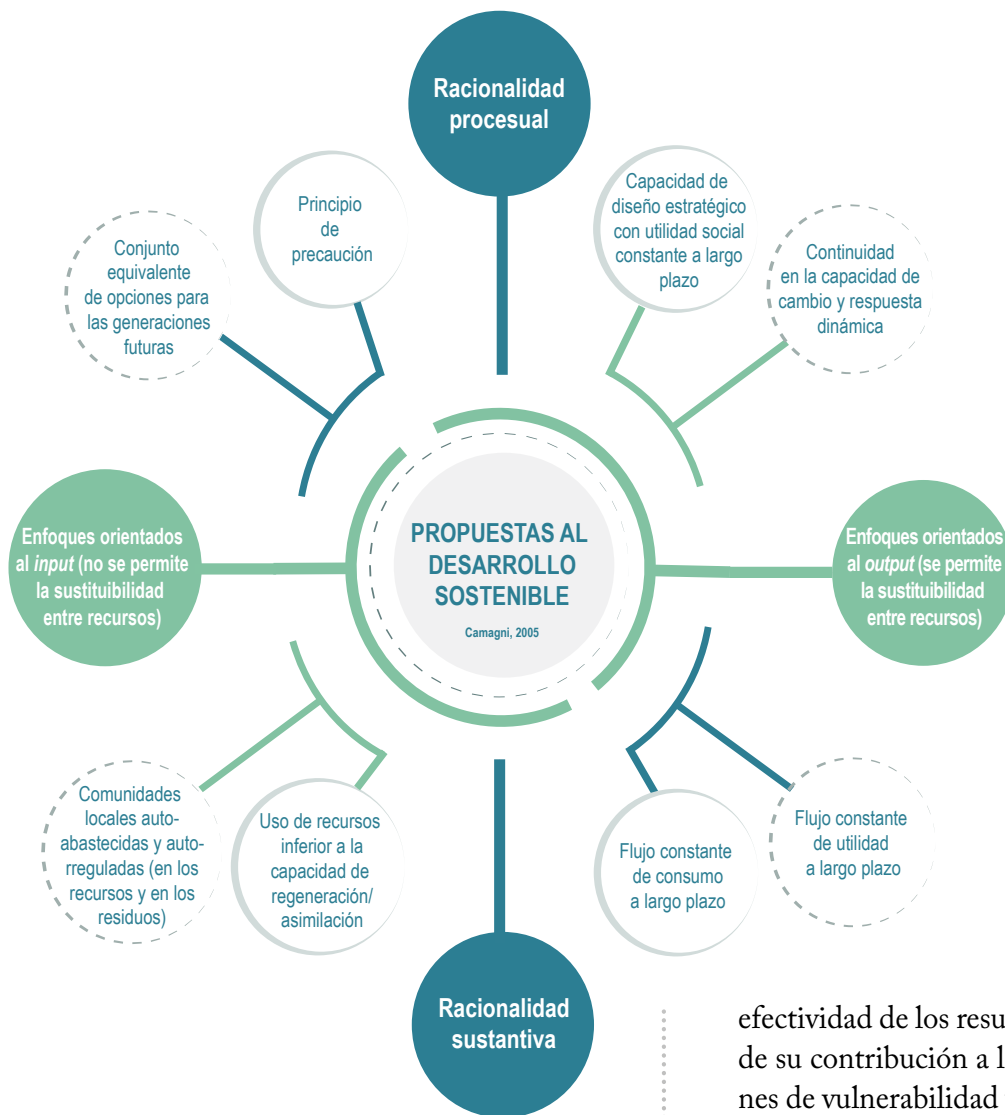 Racionalidad
procesual
Principio
de
precaución
Capacidad de
diseño estratégico
con utilidad social
constante a largo
plazo
Conjunto
equivalente
de opciones para
las generaciones
futuras
Continuidad
en la capacidad de
cambio y respuesta
dinámica
Enfoques orientados
al input (no se permite
la sustituibilidad
entre recursos)
PROPUESTAS AL
DESARROLLO
SOSTENIBLE
Camagni, 2005
Enfoques orientados
al output (se permite
la sustituibilidad
entre recursos)
Comunidades
locales auto-
abastecidas y auto-
rreguladas (en los
recursos y en los
residuos)
Uso de recursos
inferior a la
capacidad de
regeneración/
asimilación
Flujo constante
de consumo
a largo plazo
Flujo constante
de utilidad
a largo plazo
Racionalidad
sustantiva
efectividad de los resu
de su contribución a l
nes de vulnerabilidad